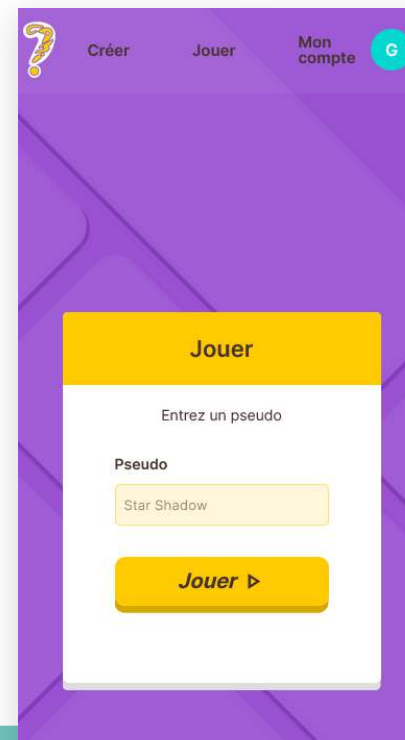 Créer
Jouer
Mon
compte
G
Jouer
Entrez un pseudo
Pseudo
Star Shadow
Jouer